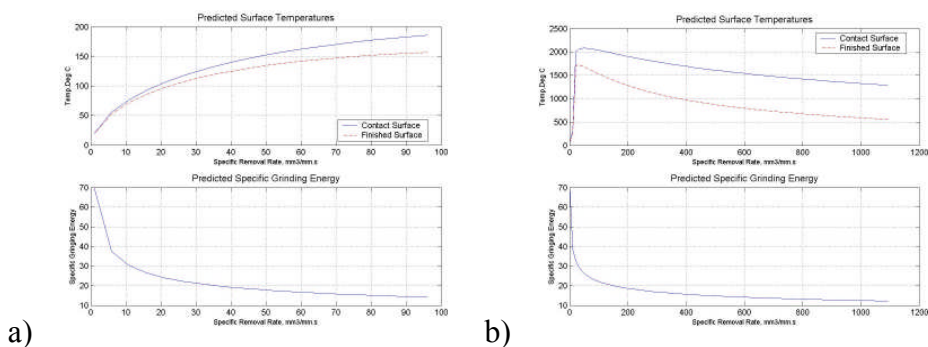 Predicted Surface Temperatures
200
150
100
50
0
Temp,Deg C
Contact Surface
Finished Surface
0 10 20 30 40 50 60 70 80 90 100
Specific Removal Rate, mm3/mm.s
Predicted Specific Grinding Energy
70
60
50
40
30
20
10
Specific Gringing Energy
0 10 20 30 40 50 60 70 80 90 100
Specific Removal Rate, mm3/mm.s
a)
Predicted Surface Temperatures
2500
2000
1500
1000
500
0
Temp,Deg C
Contact Surface
Finished Surface
0 200 400 600 800 1000 1200
Specific Removal Rate, mm3/mm.s
Predicted Specific Grinding Energy
70
60
50
40
30
20
10
Specific Gringing Energy
0 200 400 600 800 1000 1200
Specific Removal Rate, mm3/mm.s
b)